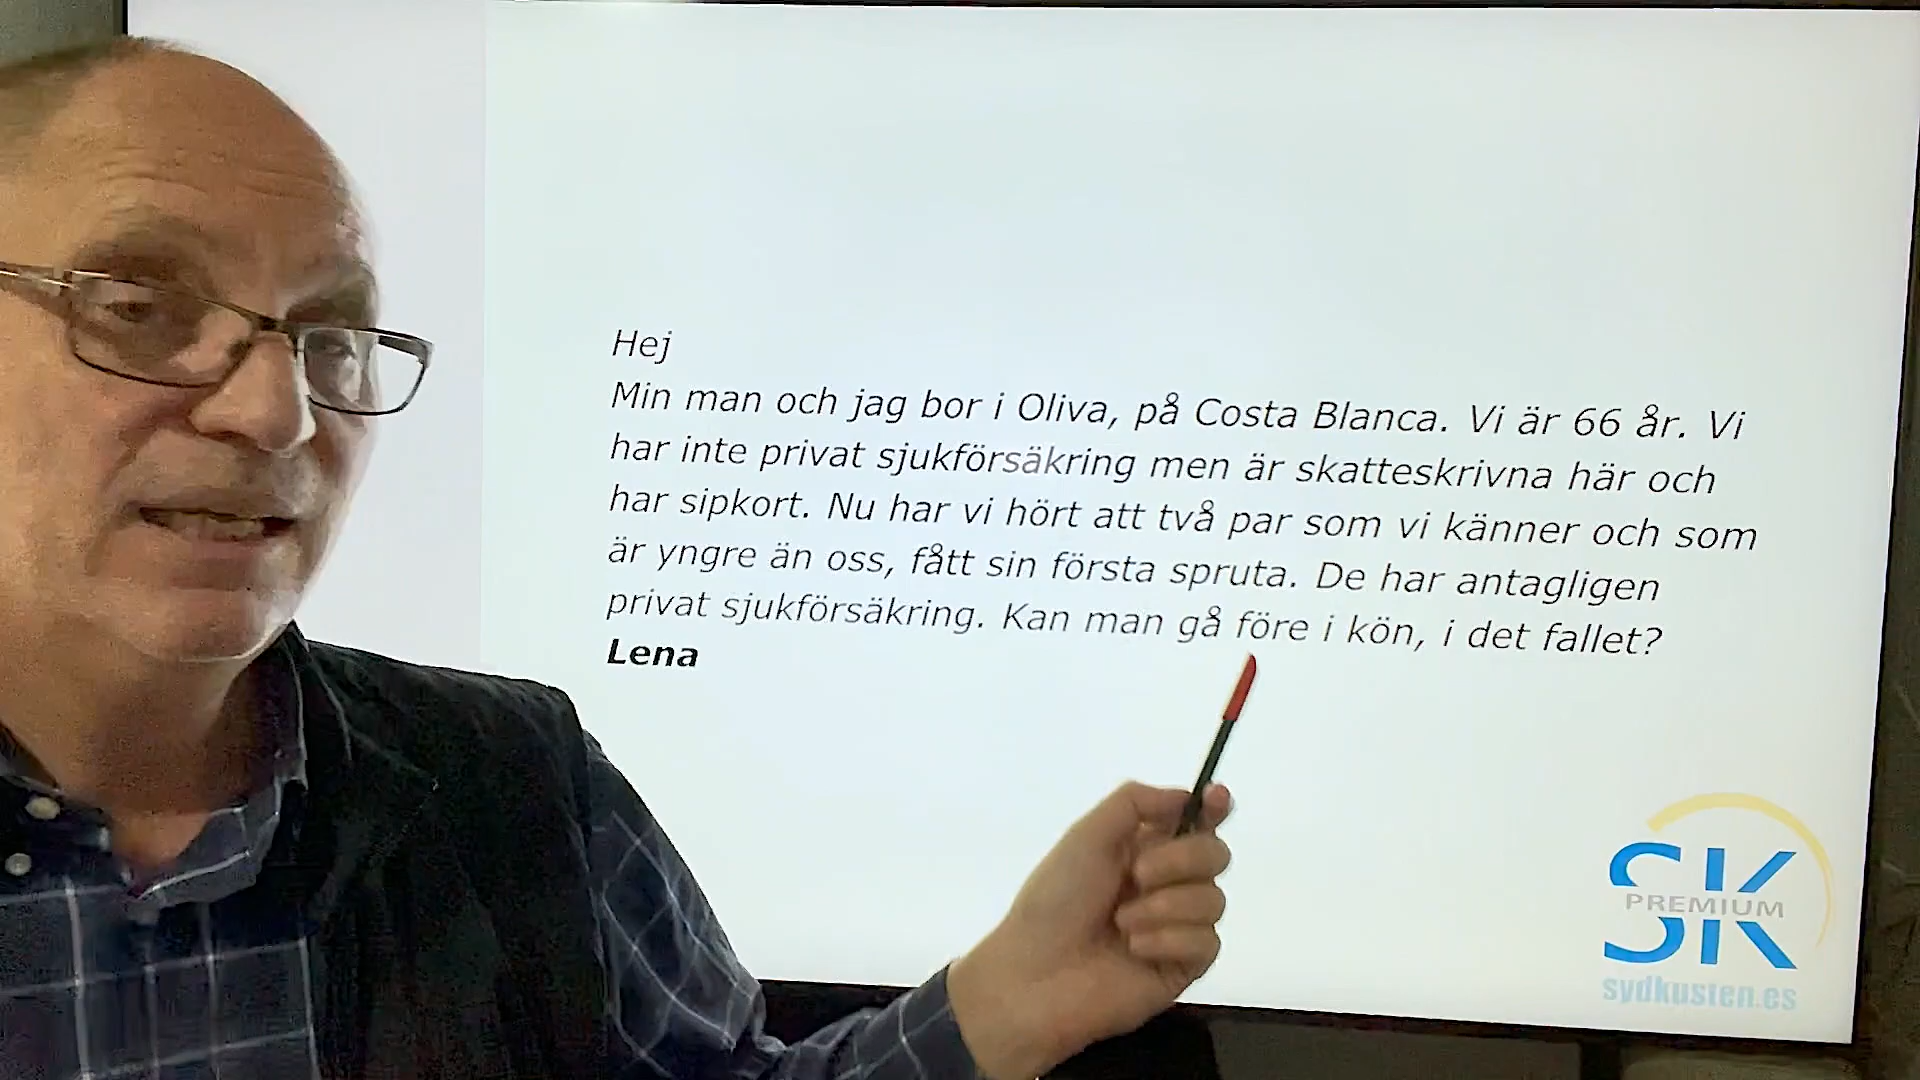 Hej
Min man och jag bor i Oliva, på Costa Blanca. Vi är 66 år. Vi
har inte privat sjukförsäkring men är skatteskrivna här och
har sipkort. Nu har vi hört att två par som vi känner och som
är yngre än oss, fått sin första spruta. De har antagligen
privat sjukförsäkring. Kan man gå före i kön, i det fallet?
Lena
SK
PREMIUM
sydkusten.es